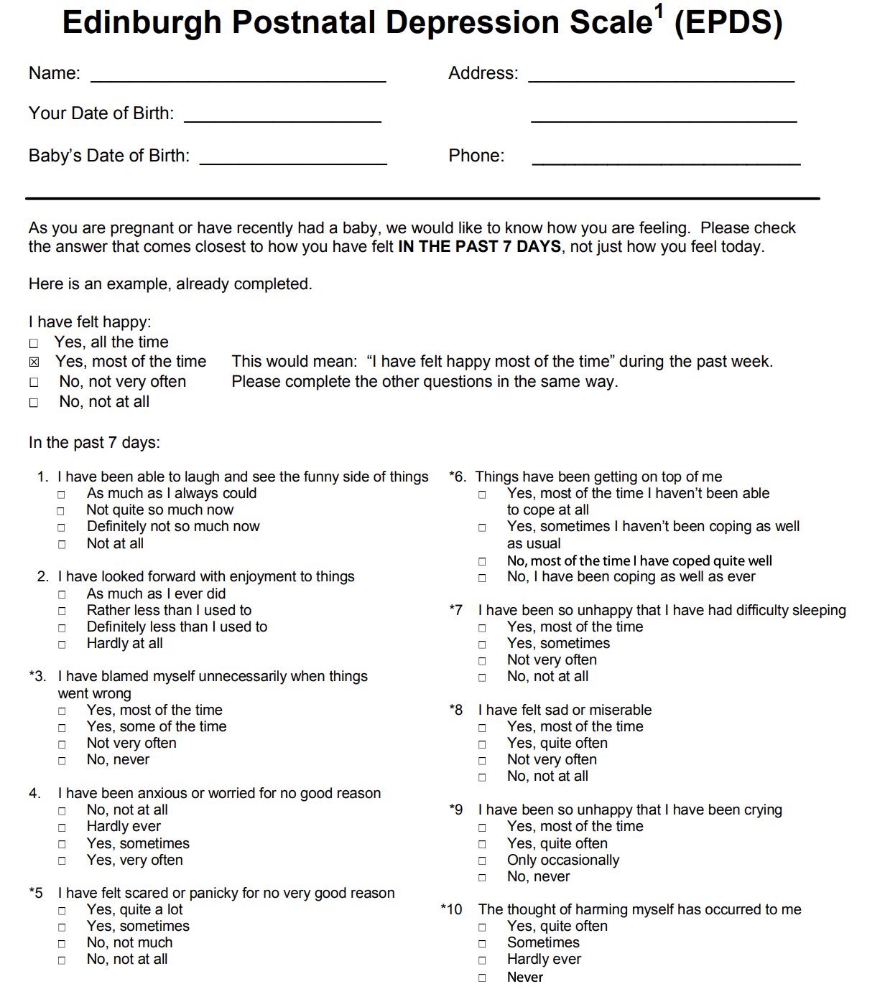 Edinburgh Postnatal Depression Scale1 (EPDS)
Name: ______________________________ Address: ___________________________
Your Date of Birth: ____________________ ___________________________
Baby’s Date of Birth: ___________________ Phone: _________________________
As you are pregnant or have recently had a baby, we would like to know how you are feeling. Please check
the answer that comes closest to how you have felt IN THE PAST 7 DAYS, not just how you feel today.
Here is an example, already completed.
I have felt happy:
☐ Yes, all the time
☒ Yes, most of the time This would mean: “I have felt happy most of the time” during the past week.
☐ No, not very often Please complete the other questions in the same way.
☐ No, not at all
In the past 7 days:
1. I have been able to laugh and see the funny side of things
☐ As much as I always could
☐ Not quite so much now
☐ Definitely not so much now
☐ Not at all
2. I have looked forward with enjoyment to things
☐ As much as I ever did
☐ Rather less than I used to
☐ Definitely less than I used to
☐ Hardly at all
*3. I have blamed myself unnecessarily when things
went wrong
☐ Yes, most of the time
☐ Yes, some of the time
☐ Not very often
☐ No, never
4. I have been anxious or worried for no good reason
☐ No, not at all
☐ Hardly ever
☐ Yes, sometimes
☐ Yes, very often
*5 I have felt scared or panicky for no very good reason
☐ Yes, quite a lot
☐ Yes, sometimes
☐ No, not much
☐ No, not at all
*6. Things have been getting on top of me
☐ Yes, most of the time I haven’t been able
to cope at all
☐ Yes, sometimes I haven’t been coping as well
as usual
☐ No, most of the time I have coped quite well
☐ No, I have been coping as well as ever
*7 I have been so unhappy that I have had difficulty sleeping
☐ Yes, most of the time
☐ Yes, sometimes
☐ Not very often
☐ No, not at all
*8 I have felt sad or miserable
☐ Yes, most of the time
☐ Yes, quite often
☐ Not very often
☐ No, not at all
*9 I have been so unhappy that I have been crying
☐ Yes, most of the time
☐ Yes, quite often
☐ Only occasionally
☐ No, never
*10 The thought of harming myself has occurred to me
☐ Yes, quite often
☐ Sometimes
☐ Hardly ever
☐ Never